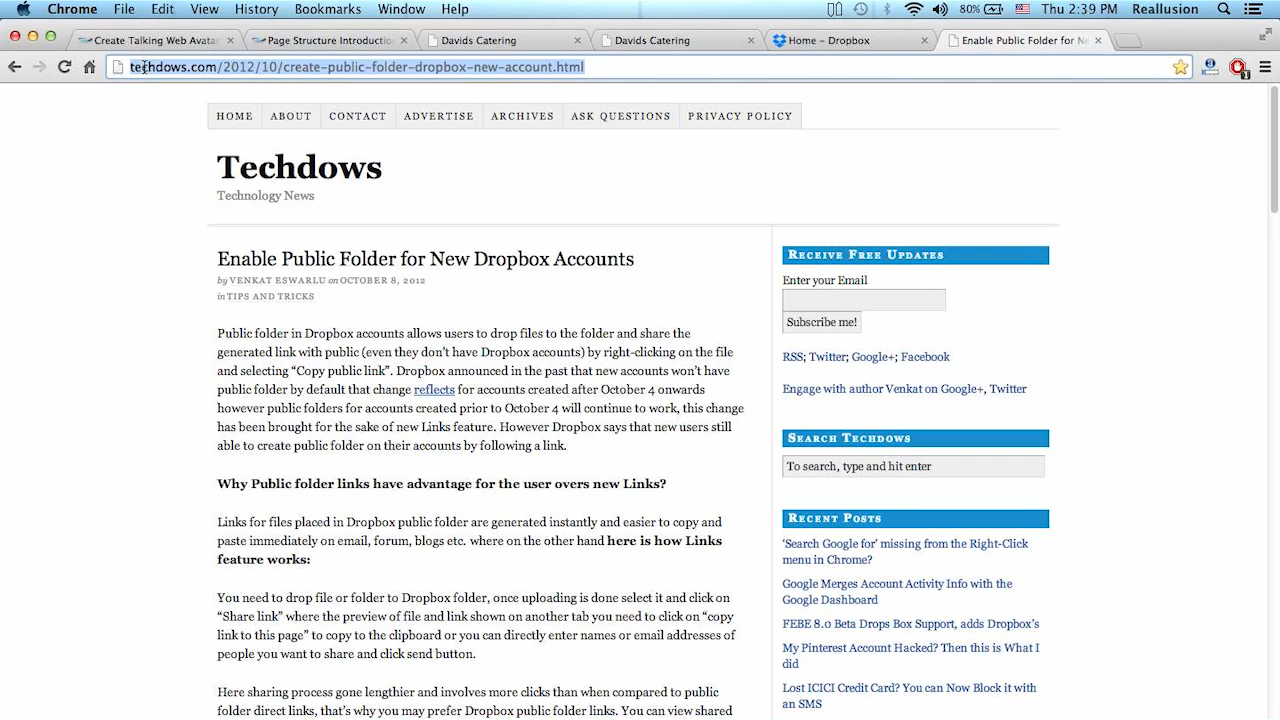 Chrome File Edit View History Bookmarks Window Help 80% Thu 2:39 PM Reallusion
Create Talking Web Avatar Page Structure Introductio Davids Catering Davids Catering Home – Dropbox Enable Public Folder for Ne
techdows.com/2012/10/create-public-folder-dropbox-new-account.html
HOME ABOUT CONTACT ADVERTISE ARCHIVES ASK QUESTIONS PRIVACY POLICY
Techdows
Technology News
Enable Public Folder for New Dropbox Accounts
by VENKAT ESWARLU on OCTOBER 8, 2012
in TIPS AND TRICKS
Public folder in Dropbox accounts allows users to drop files to the folder and share the
generated link with public (even they don’t have Dropbox accounts) by right-clicking on the file
and selecting “Copy public link”. Dropbox announced in the past that new accounts won’t have
public folder by default that change reflects for accounts created after October 4 onwards
however public folders for accounts created prior to October 4 will continue to work, this change
has been brought for the sake of new Links feature. However Dropbox says that new users still
able to create public folder on their accounts by following a link.
Why Public folder links have advantage for the user overs new Links?
Links for files placed in Dropbox public folder are generated instantly and easier to copy and
paste immediately on email, forum, blogs etc. where on the other hand here is how Links
feature works:
You need to drop file or folder to Dropbox folder, once uploading is done select it and click on
“Share link” where the preview of file and link shown on another tab you need to click on “copy
link to this page” to copy to the clipboard or you can directly enter names or email addresses of
people you want to share and click send button.
Here sharing process gone lengthier and involves more clicks than when compared to public
folder direct links, that’s why you may prefer Dropbox public folder links. You can view shared
RECEIVE FREE UPDATES
Enter your Email
Subscribe me!
RSS; Twitter; Google+; Facebook
Engage with author Venkat on Google+, Twitter
SEARCH TECHDOWS
To search, type and hit enter
RECENT POSTS
‘Search Google for’ missing from the Right-Click
menu in Chrome?
Google Merges Account Activity Info with the
Google Dashboard
FEBE 8.0 Beta Drops Box Support, adds Dropbox’s
My Pinterest Account Hacked? Then this is What I
did
Lost ICICI Credit Card? You can Now Block it with
an SMS